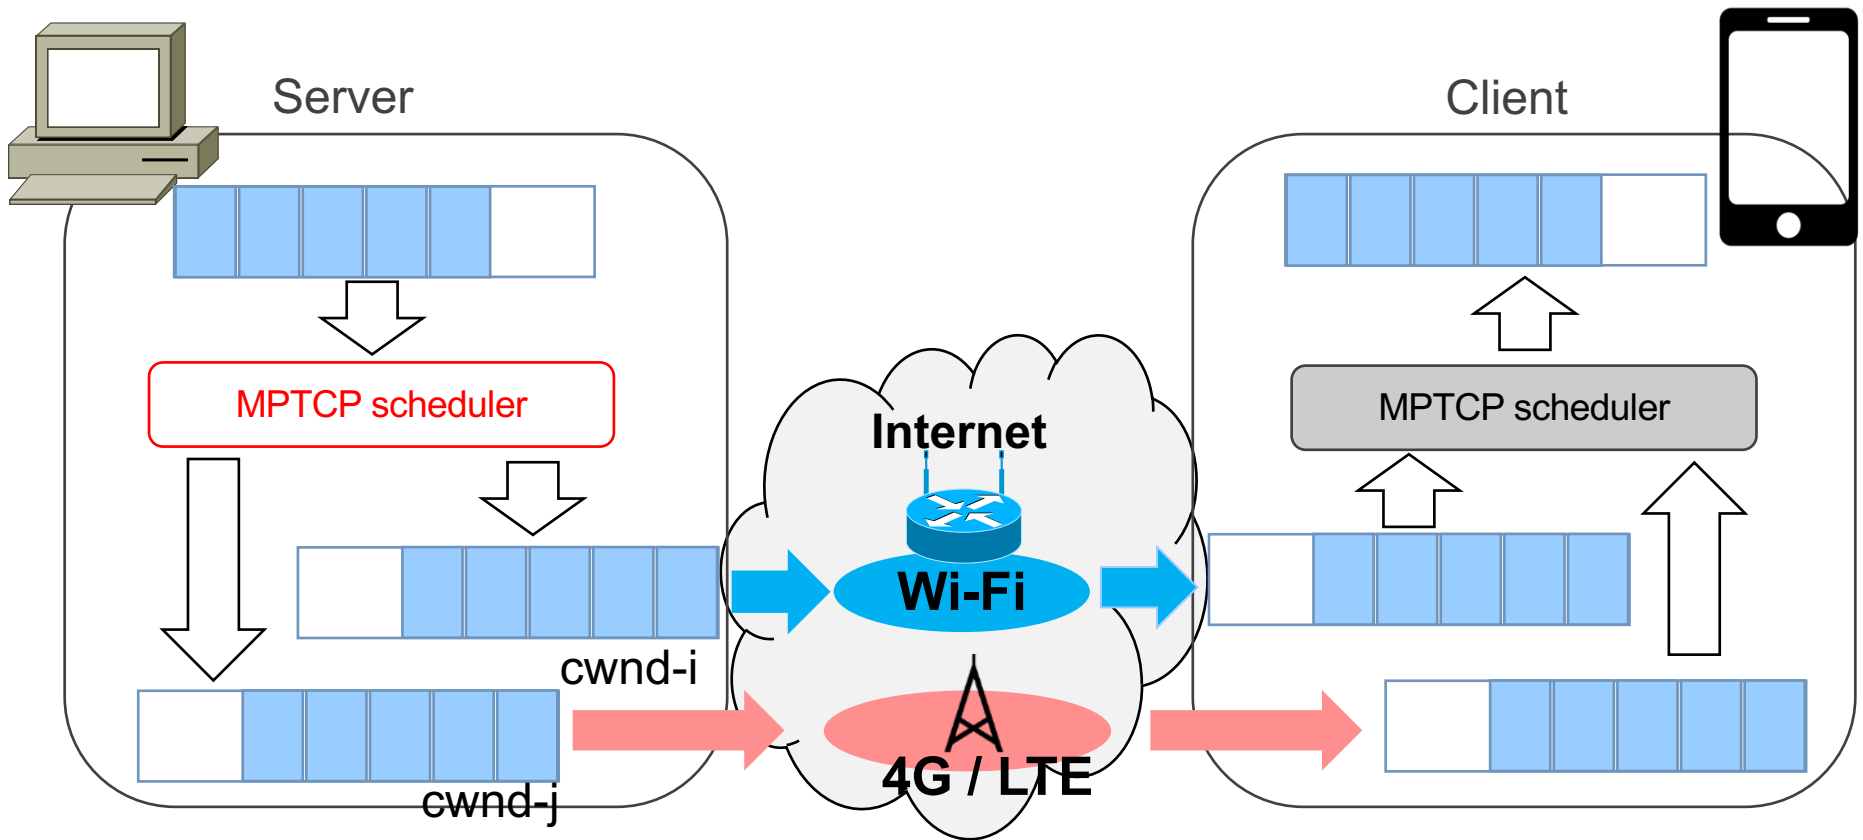 Server
Client
MPTCP scheduler
MPTCP scheduler
Internet
Wi-Fi
cwnd-i
4G / LTE
cwnd-j